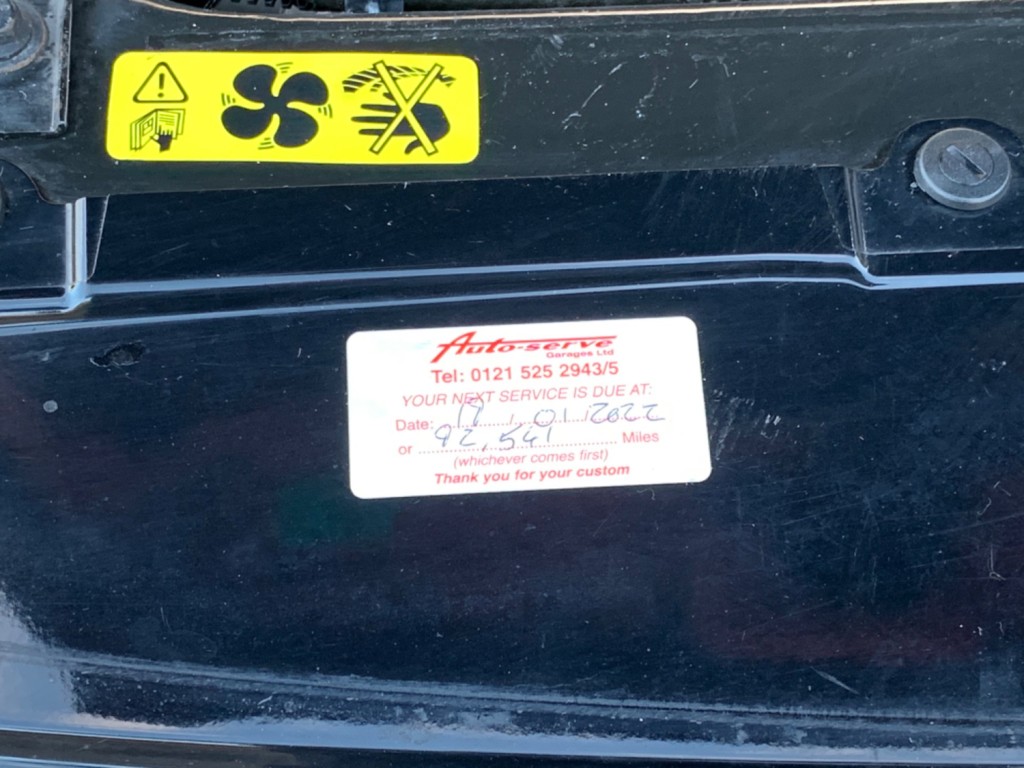 Auto-serve
Garages Ltd
Tel: 0121 525 2943/5
YOUR NEXT SERVICE IS DUE AT:
Date: 17 . 01 . 2022
or 92,541 Miles
(whichever comes first)
Thank you for your custom